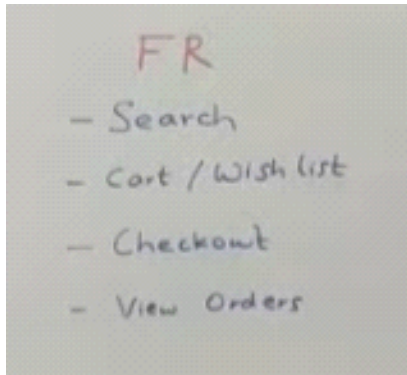 FR
- Search
- Cart / Wish list
- Checkout
- View Orders